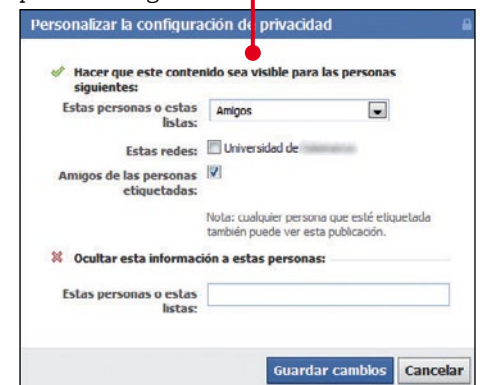 Personalizar la configuración de privacidad
Hacer que este contenido sea visible para las personas
siguientes:
Estas personas o estas
listas:
Amigos
Estas redes:
Universidad de
Amigos de las personas
etiquetadas:
Nota: cualquier persona que esté etiquetada
también puede ver esta publicación.
Ocultar esta información a estas personas:
Estas personas o estas
listas:
Guardar cambios
Cancelar